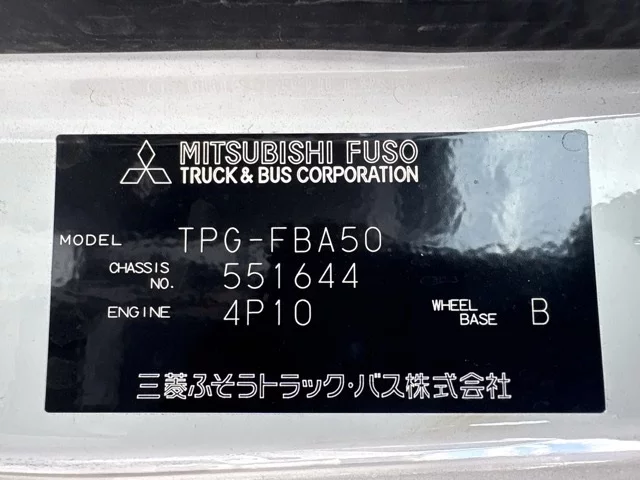 MITSUBISHI FUSO
TRUCK & BUS CORPORATION
MODEL TPG-FBA50
CHASSIS NO. 551644
ENGINE 4P10 WHEEL BASE B
三菱ふそうトラック・バス株式会社